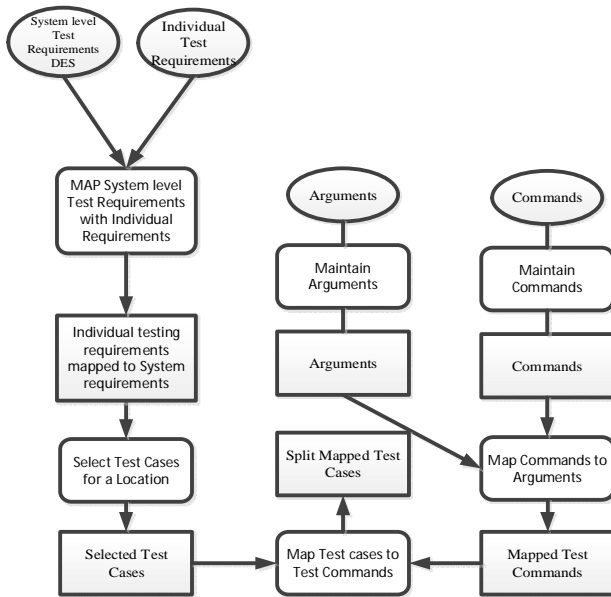 System level
Test
Requirements
DES
Individual
Test
Requirements
MAP System level
Test Requirements
with Individual
Requirements
Arguments
Commands
Maintain
Arguments
Maintain
Commands
Individual testing
requirements
mapped to System
requirements
Arguments
Commands
Select Test Cases
for a Location
Split Mapped Test
Cases
Map Commands to
Arguments
Selected Test
Cases
Map Test cases to
Test Commands
Mapped Test
Commands